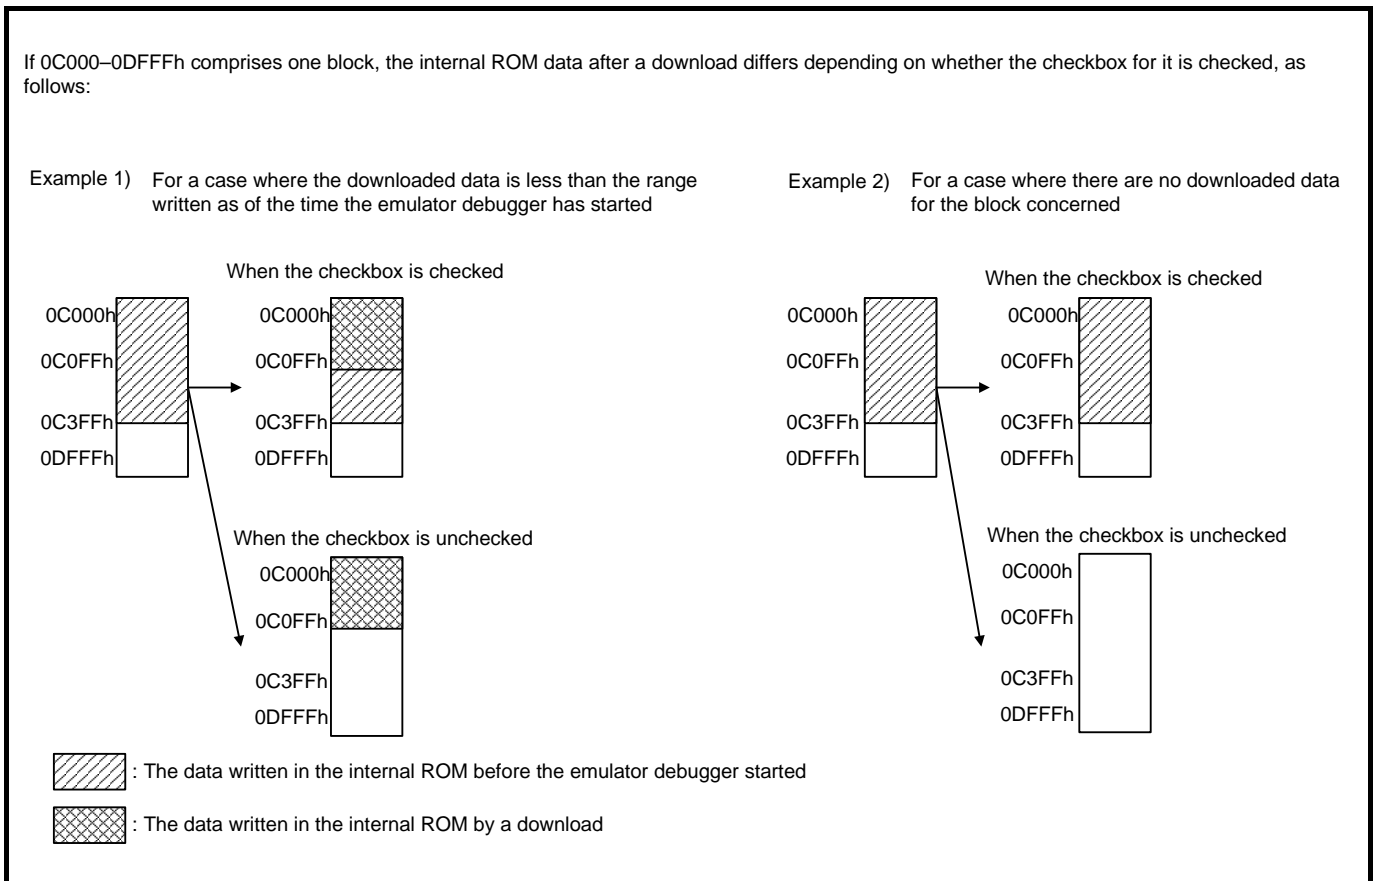 If 0C000–0DFFFh comprises one block, the internal ROM data after a download differs depending on whether the checkbox for it is checked, as
follows:
Example 1)
For a case where the downloaded data is less than the range
written as of the time the emulator debugger has started
When the checkbox is checked
0C000h
0C0FFh
0C3FFh
0DFFFh
0C000h
0C0FFh
0C3FFh
0DFFFh
When the checkbox is unchecked
0C000h
0C0FFh
0C3FFh
0DFFFh
Example 2)
For a case where there are no downloaded data
for the block concerned
When the checkbox is checked
0C000h
0C0FFh
0C3FFh
0DFFFh
0C000h
0C0FFh
0C3FFh
0DFFFh
When the checkbox is unchecked
0C000h
0C0FFh
0C3FFh
0DFFFh
: The data written in the internal ROM before the emulator debugger started
: The data written in the internal ROM by a download